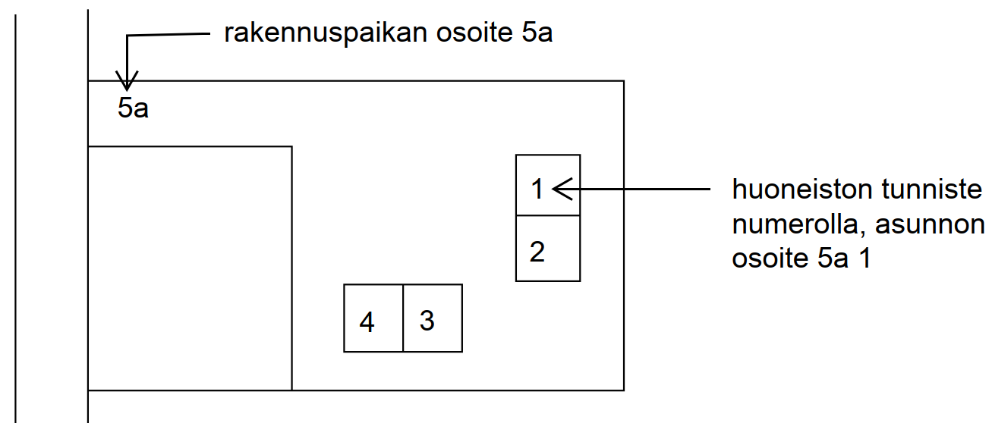 rakennuspaikan osoite 5a
5a
1
huoneiston tunniste
numerolla, asunnon
osoite 5a 1
2
4 3